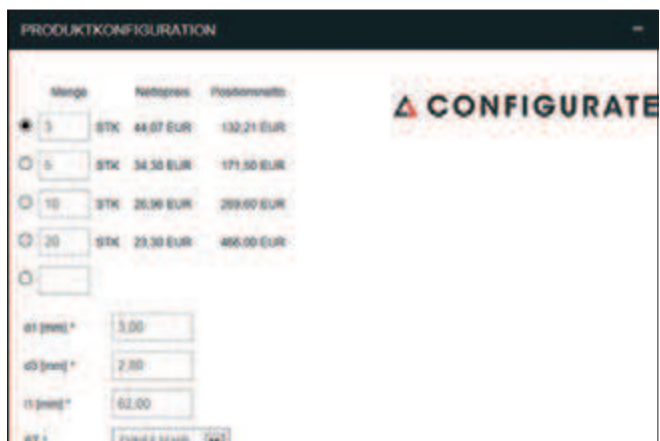 PRODUKTKONFIGURATION
Menge Nettopreis Positionsnetto
CONFIGURATE
3 STK 44,07 EUR 132,21 EUR
5 STK 34,30 EUR 171,50 EUR
10 STK 26,96 EUR 269,60 EUR
20 STK 23,30 EUR 466,00 EUR
d1 [mm] * 3,00
d3 [mm] * 2,80
l1 [mm] * 62,00